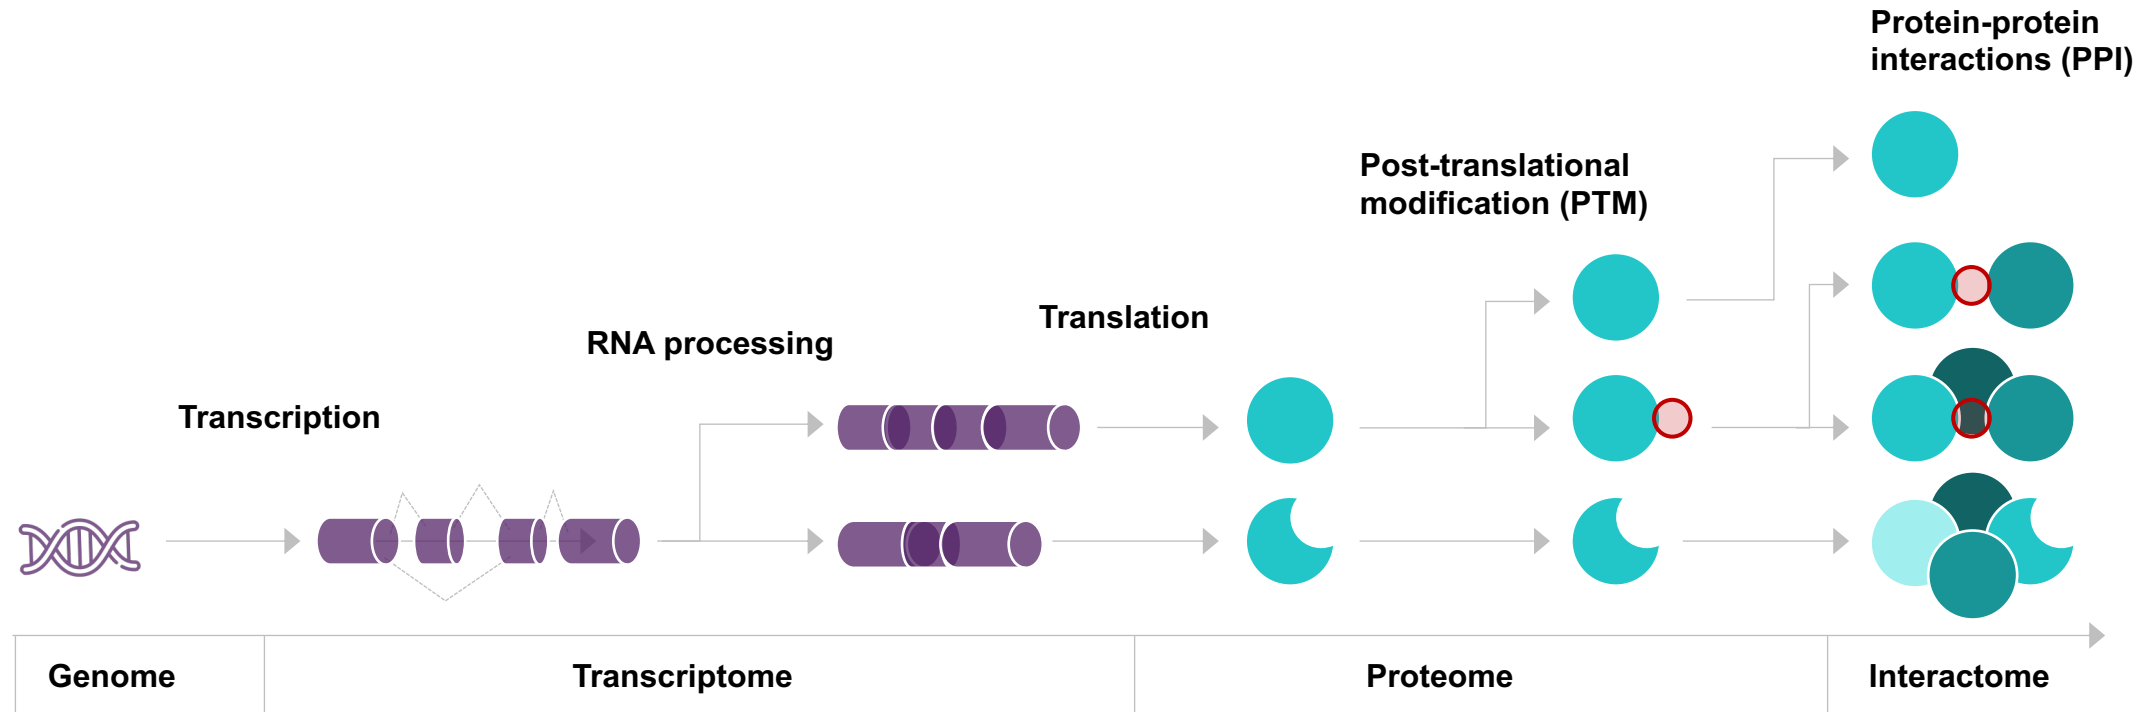 Protein-protein
interactions (PPI)
Post-translational
modification (PTM)
Translation
RNA processing
Transcription
Genome
Transcriptome
Proteome
Interactome